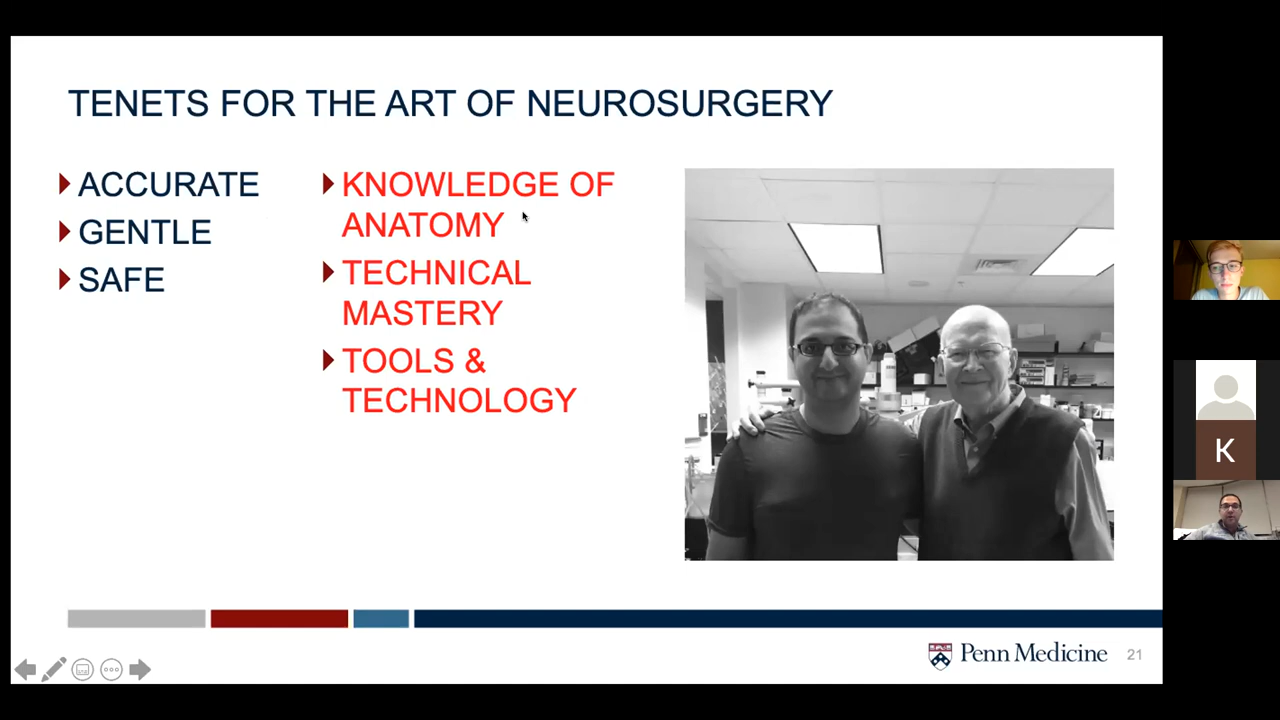 TENETS FOR THE ART OF NEUROSURGERY
ACCURATE
GENTLE
SAFE
KNOWLEDGE OF
ANATOMY
TECHNICAL
MASTERY
TOOLS &
TECHNOLOGY
Penn Medicine
21
K